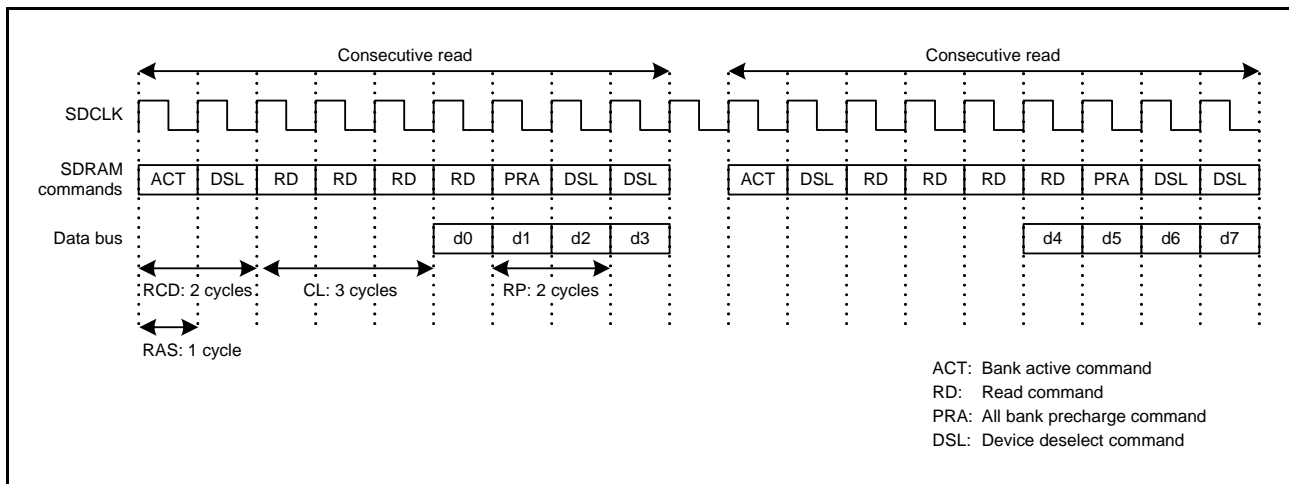 Consecutive read Consecutive read
SDCLK
SDRAM
commands
ACT DSL RD RD RD RD PRA DSL DSL ACT DSL RD RD RD RD PRA DSL DSL
Data bus d0 d1 d2 d3 d4 d5 d6 d7
RCD: 2 cycles CL: 3 cycles RP: 2 cycles
RAS: 1 cycle
ACT: Bank active command
RD: Read command
PRA: All bank precharge command
DSL: Device deselect command